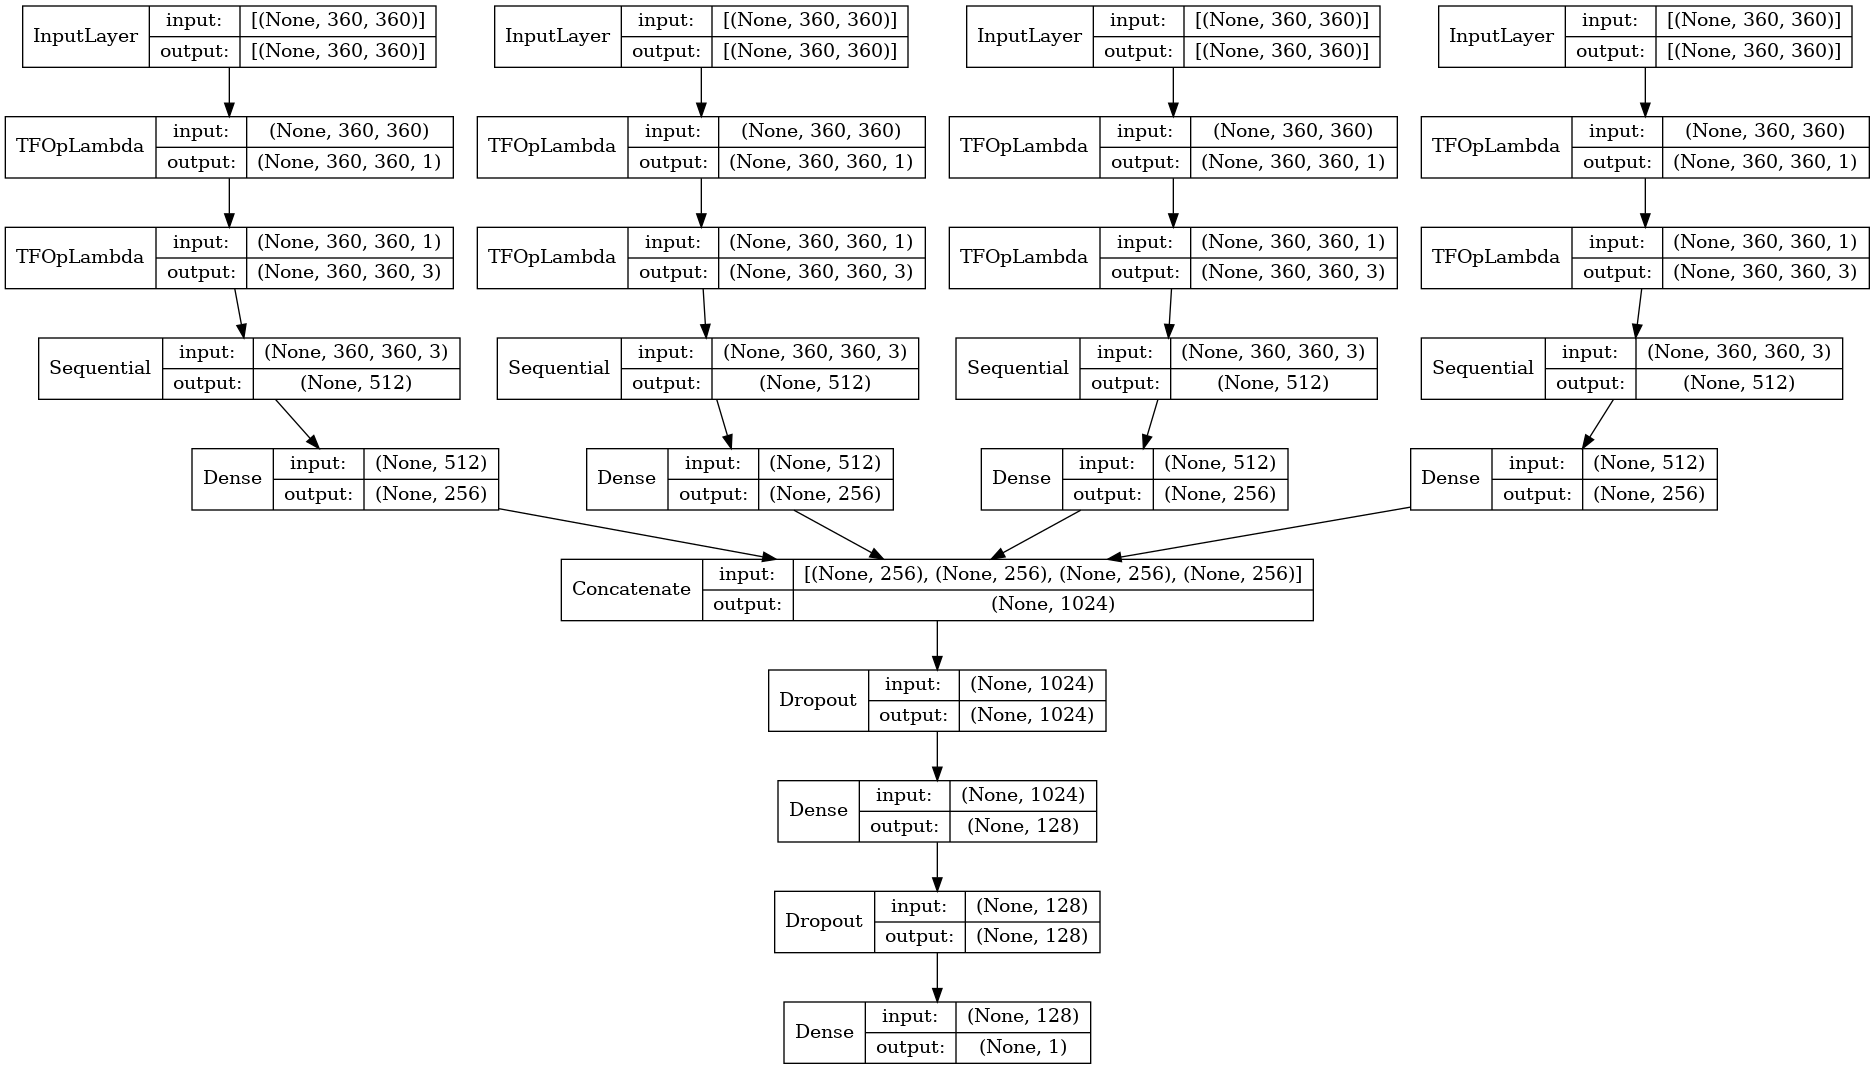 InputLayer input: [(None, 360, 360)]
output: [(None, 360, 360)]
InputLayer input: [(None, 360, 360)]
output: [(None, 360, 360)]
InputLayer input: [(None, 360, 360)]
output: [(None, 360, 360)]
InputLayer input: [(None, 360, 360)]
output: [(None, 360, 360)]
TFOpLambda input: (None, 360, 360)
output: (None, 360, 360, 1)
TFOpLambda input: (None, 360, 360)
output: (None, 360, 360, 1)
TFOpLambda input: (None, 360, 360)
output: (None, 360, 360, 1)
TFOpLambda input: (None, 360, 360)
output: (None, 360, 360, 1)
TFOpLambda input: (None, 360, 360, 1)
output: (None, 360, 360, 3)
TFOpLambda input: (None, 360, 360, 1)
output: (None, 360, 360, 3)
TFOpLambda input: (None, 360, 360, 1)
output: (None, 360, 360, 3)
TFOpLambda input: (None, 360, 360, 1)
output: (None, 360, 360, 3)
Sequential input: (None, 360, 360, 3)
output: (None, 512)
Sequential input: (None, 360, 360, 3)
output: (None, 512)
Sequential input: (None, 360, 360, 3)
output: (None, 512)
Sequential input: (None, 360, 360, 3)
output: (None, 512)
Dense input: (None, 512)
output: (None, 256)
Dense input: (None, 512)
output: (None, 256)
Dense input: (None, 512)
output: (None, 256)
Dense input: (None, 512)
output: (None, 256)
Concatenate input: [(None, 256), (None, 256), (None, 256), (None, 256)]
output: (None, 1024)
Dropout input: (None, 1024)
output: (None, 1024)
Dense input: (None, 1024)
output: (None, 128)
Dropout input: (None, 128)
output: (None, 128)
Dense input: (None, 128)
output: (None, 1)